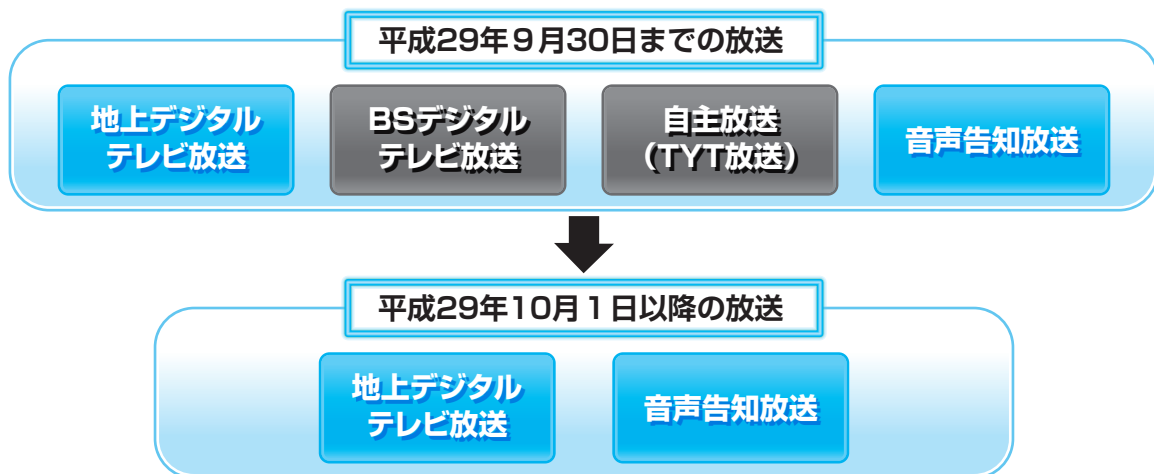 平成29年９月30日までの放送
地上デジタル
テレビ放送
BSデジタル
テレビ放送
自主放送
（TYT放送）
音声告知放送
平成29年10月１日以降の放送
地上デジタル
テレビ放送
音声告知放送